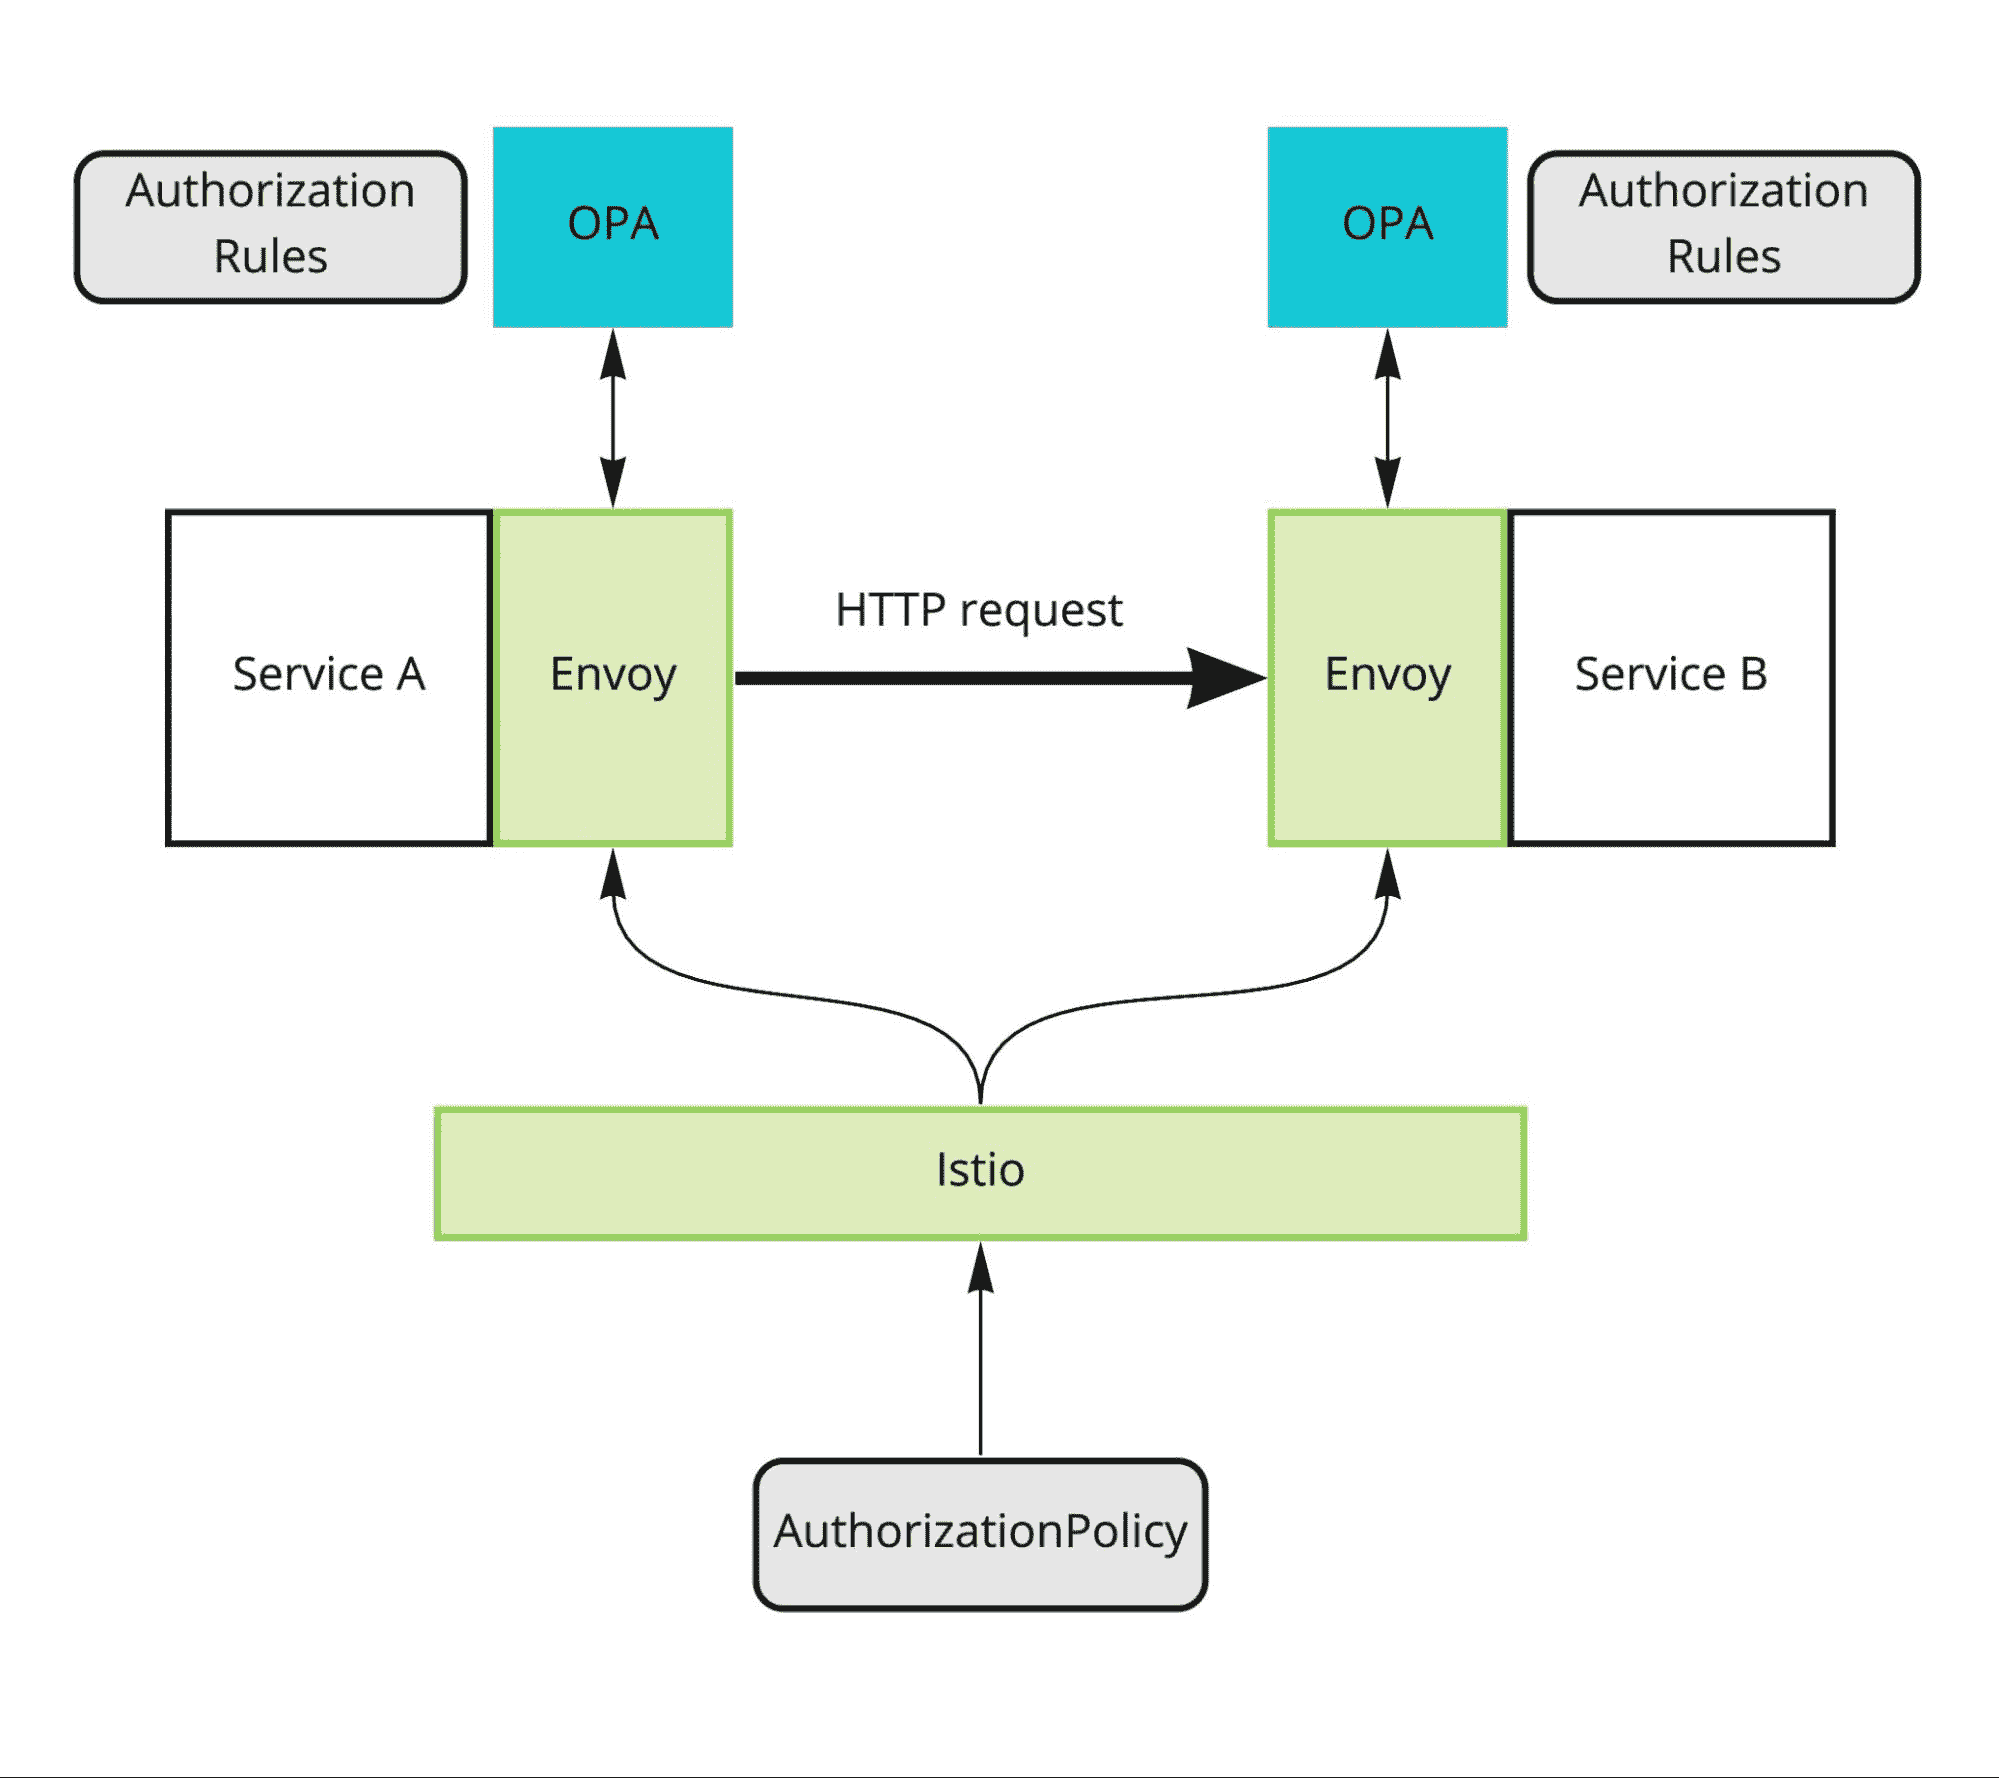 Authorization
Rules
OPA
OPA
Authorization
Rules
HTTP request
Service A
Envoy
Envoy
Service B
Istio
AuthorizationPolicy